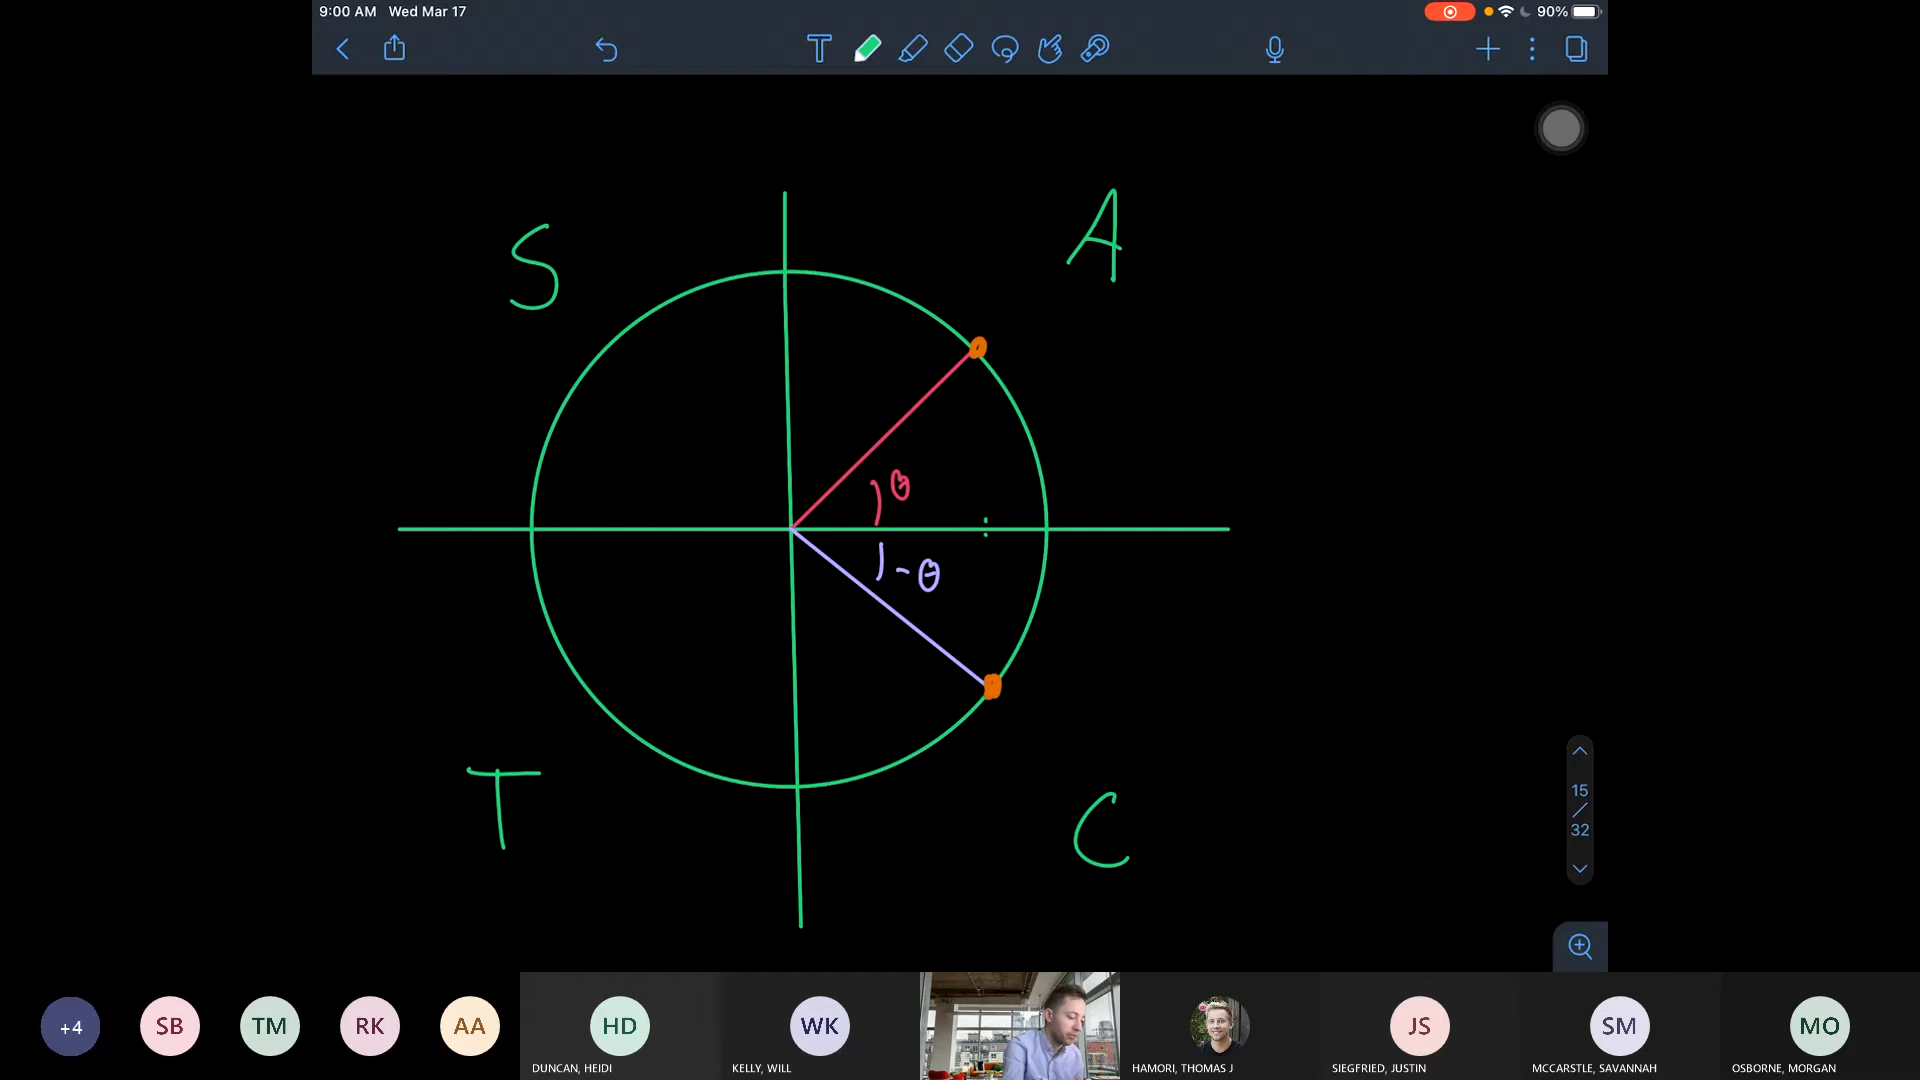 9:00 AM Wed Mar 17
90%
T
S
A
θ
-θ
T
C
15
/
32
+4
SB
TM
RK
AA
HD
WK
JS
SM
MO
DUNCAN, HEIDI
KELLY, WILL
HAMORI, THOMAS J
SIEGFRIED, JUSTIN
MCCARSTLE, SAVANNAH
OSBORNE, MORGAN